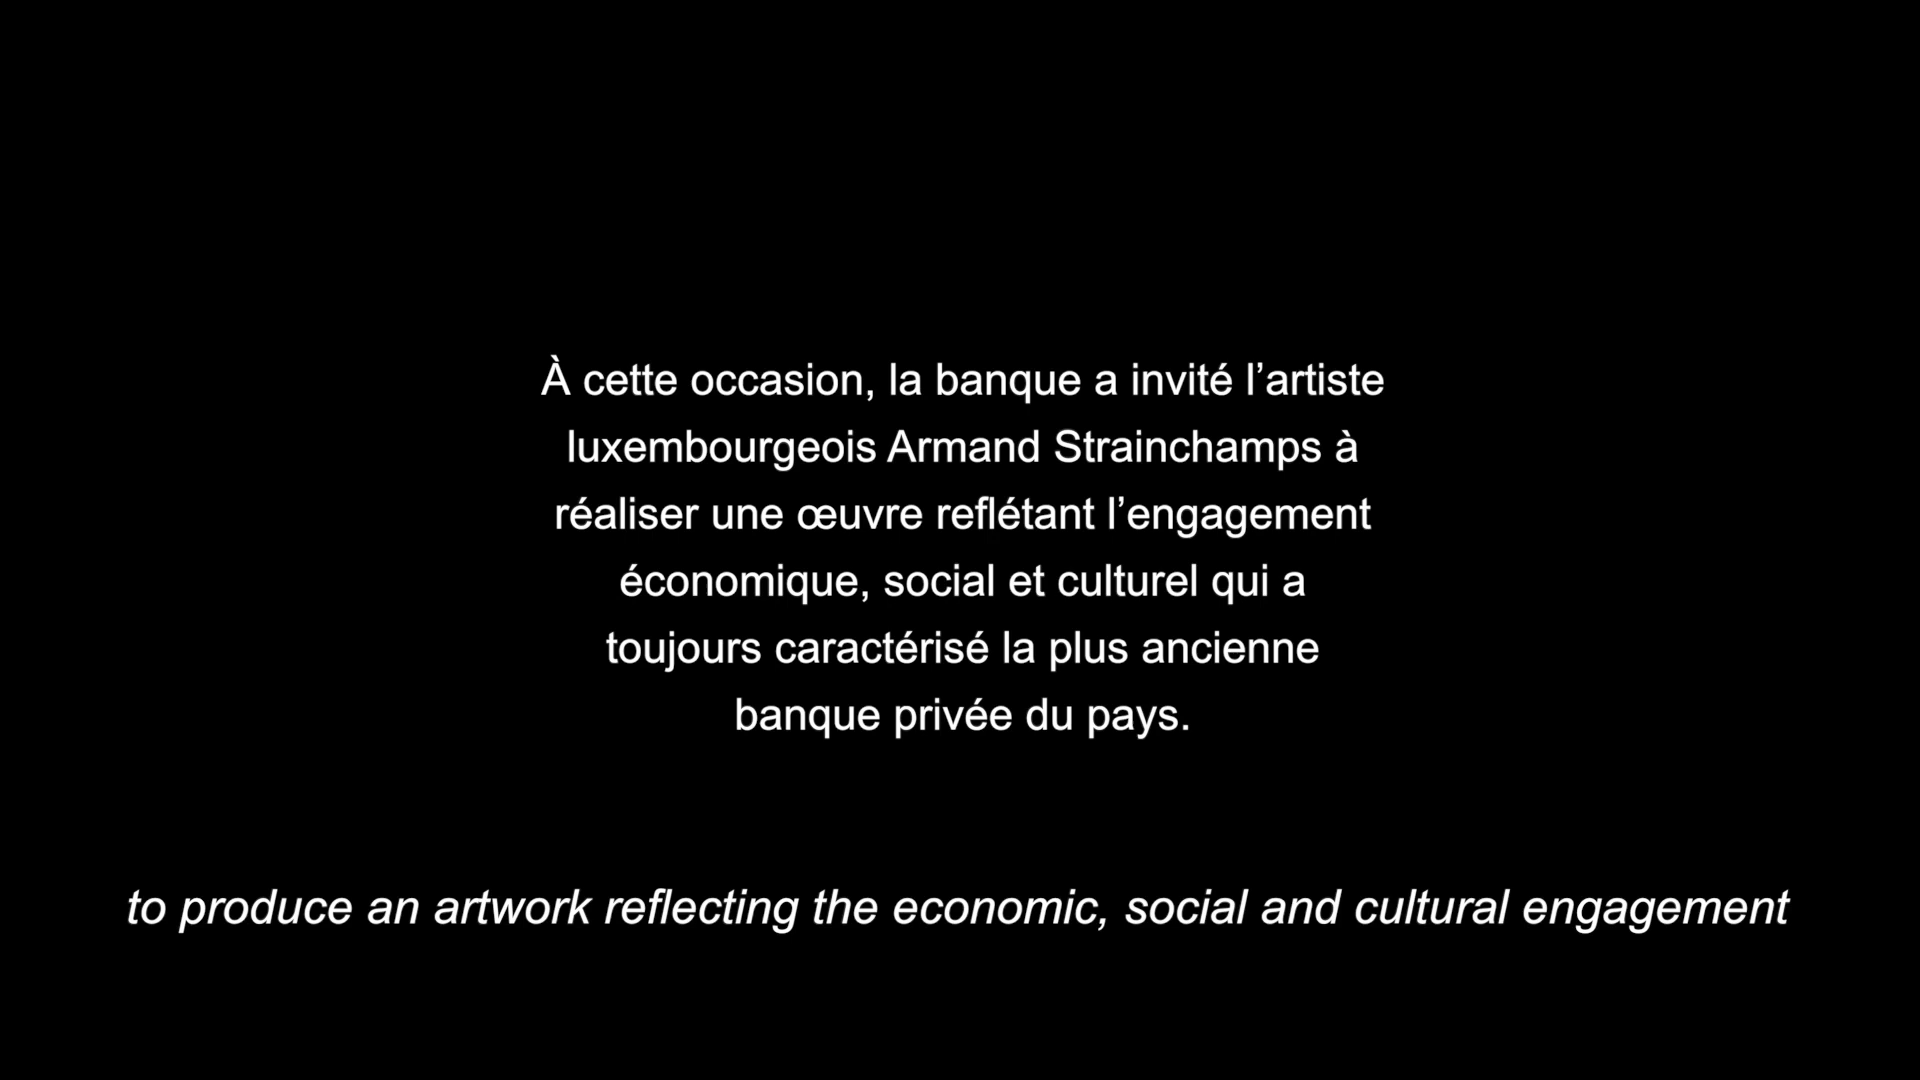 À cette occasion, la banque a invité l’artiste
luxembourgeois Armand Strainchamps à
réaliser une œuvre reflétant l’engagement
économique, social et culturel qui a
toujours caractérisé la plus ancienne
banque privée du pays.
to produce an artwork reflecting the economic, social and cultural engagement